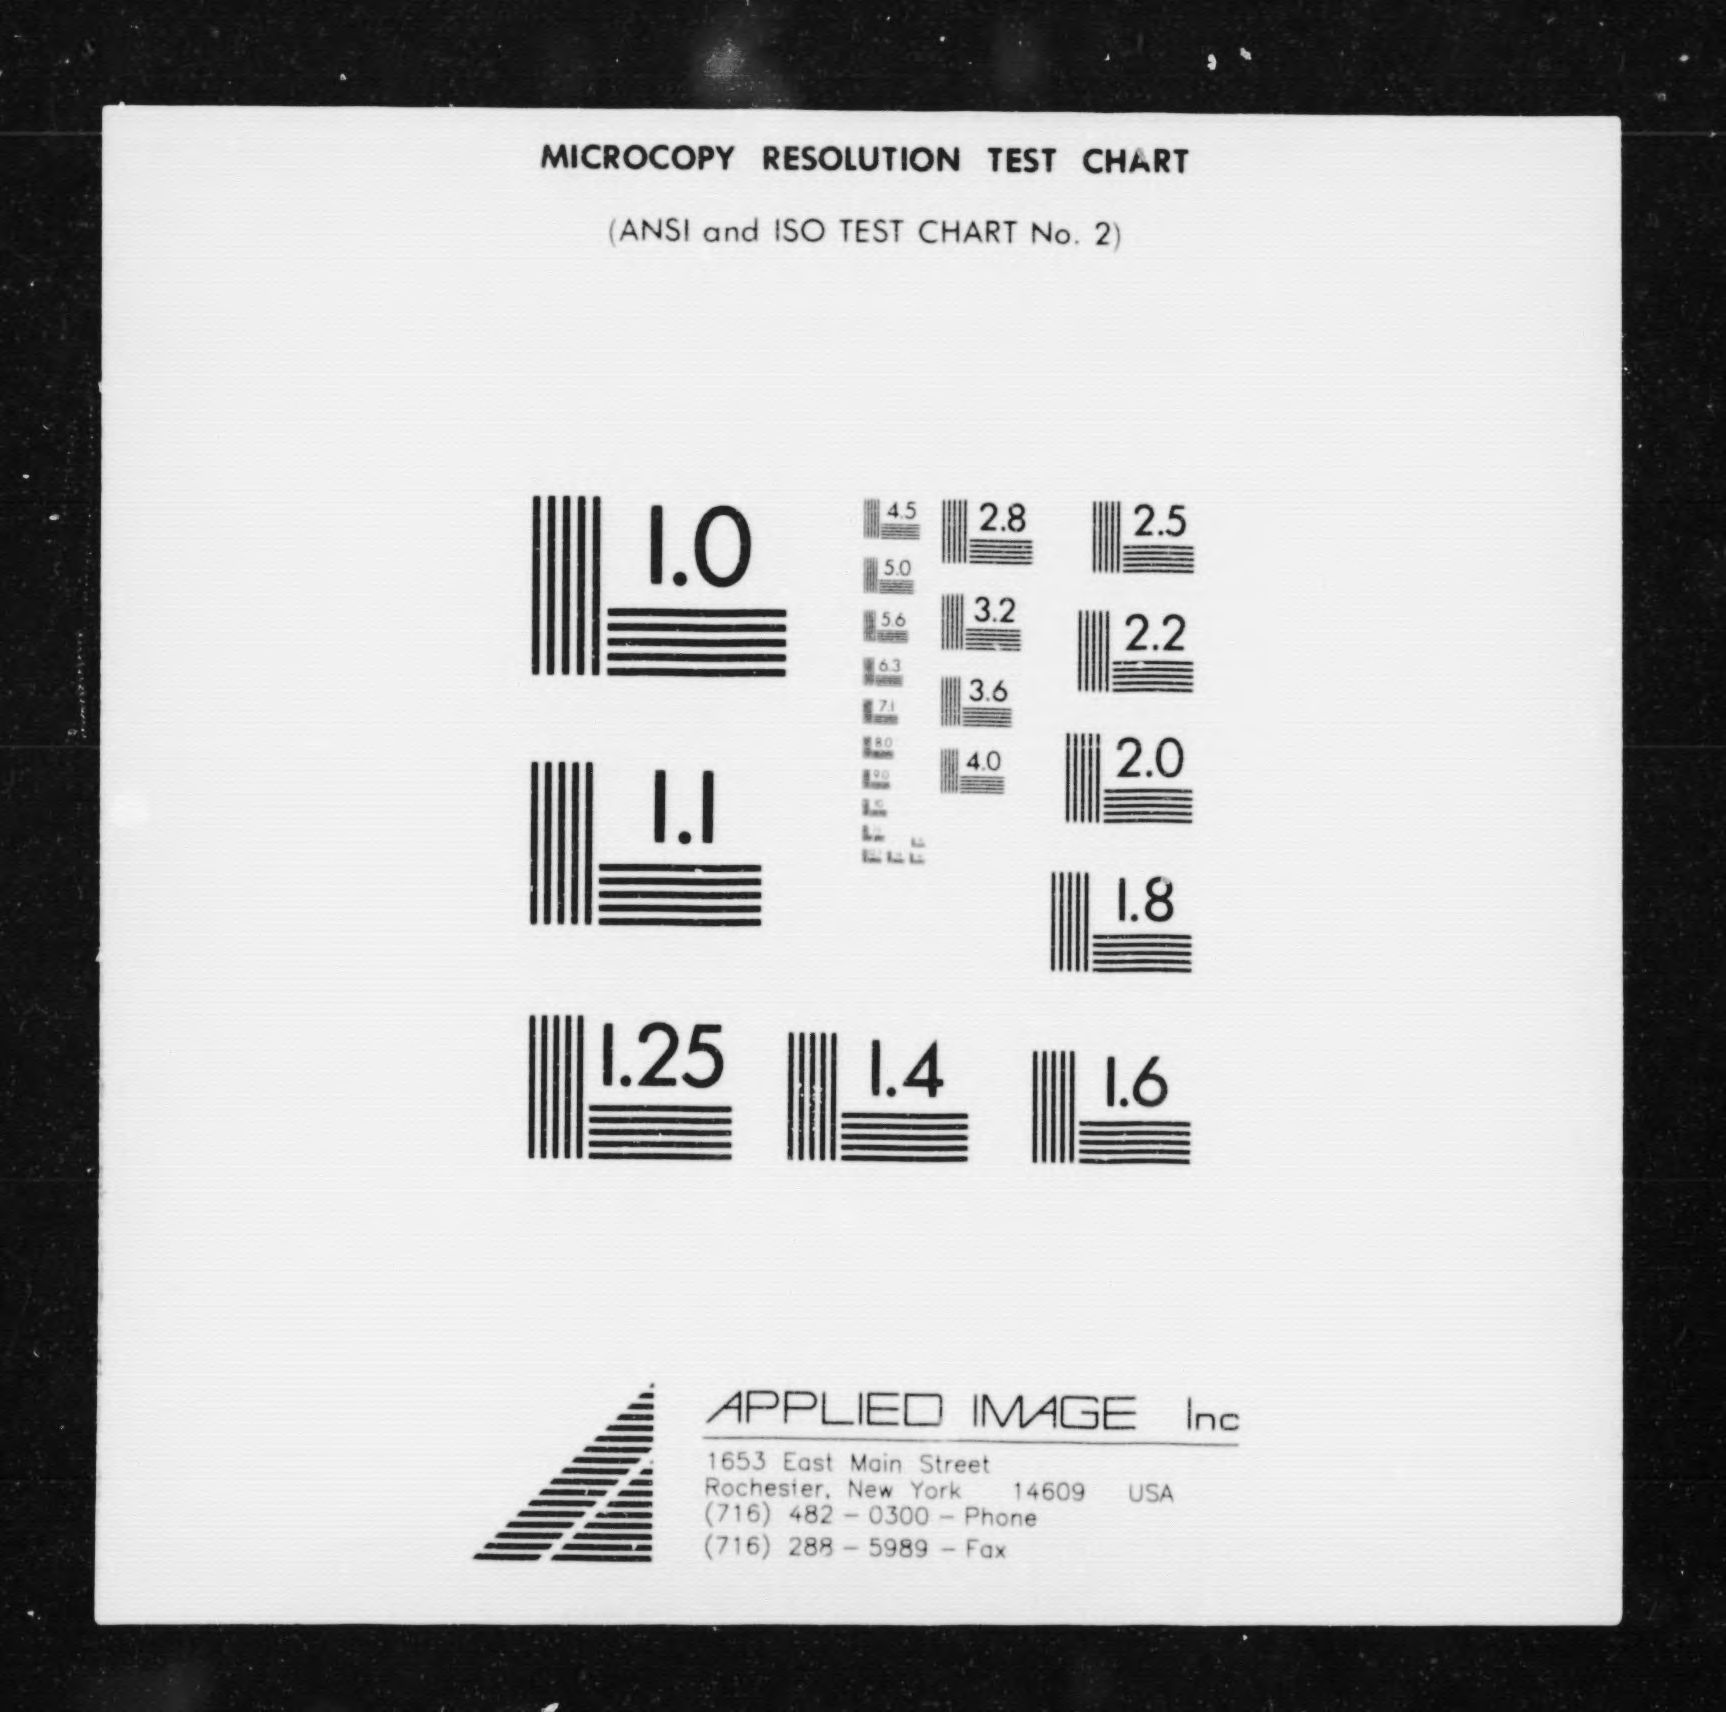 MICROCOPY RESOLUTION TEST CHART
(ANSI and ISO TEST CHART No. 2)
1.0
4.5
2.8
2.5
5.0
3.2
2.2
5.6
6.3
3.6
7.1
2.0
8.0
4.0
9.0
1.1
1.8
1.25
1.4
1.6
APPLIED IMAGE Inc
1653 East Main Street
Rochester, New York 14609 USA
(716) 482 - 0300 - Phone
(716) 288 - 5989 - Fax